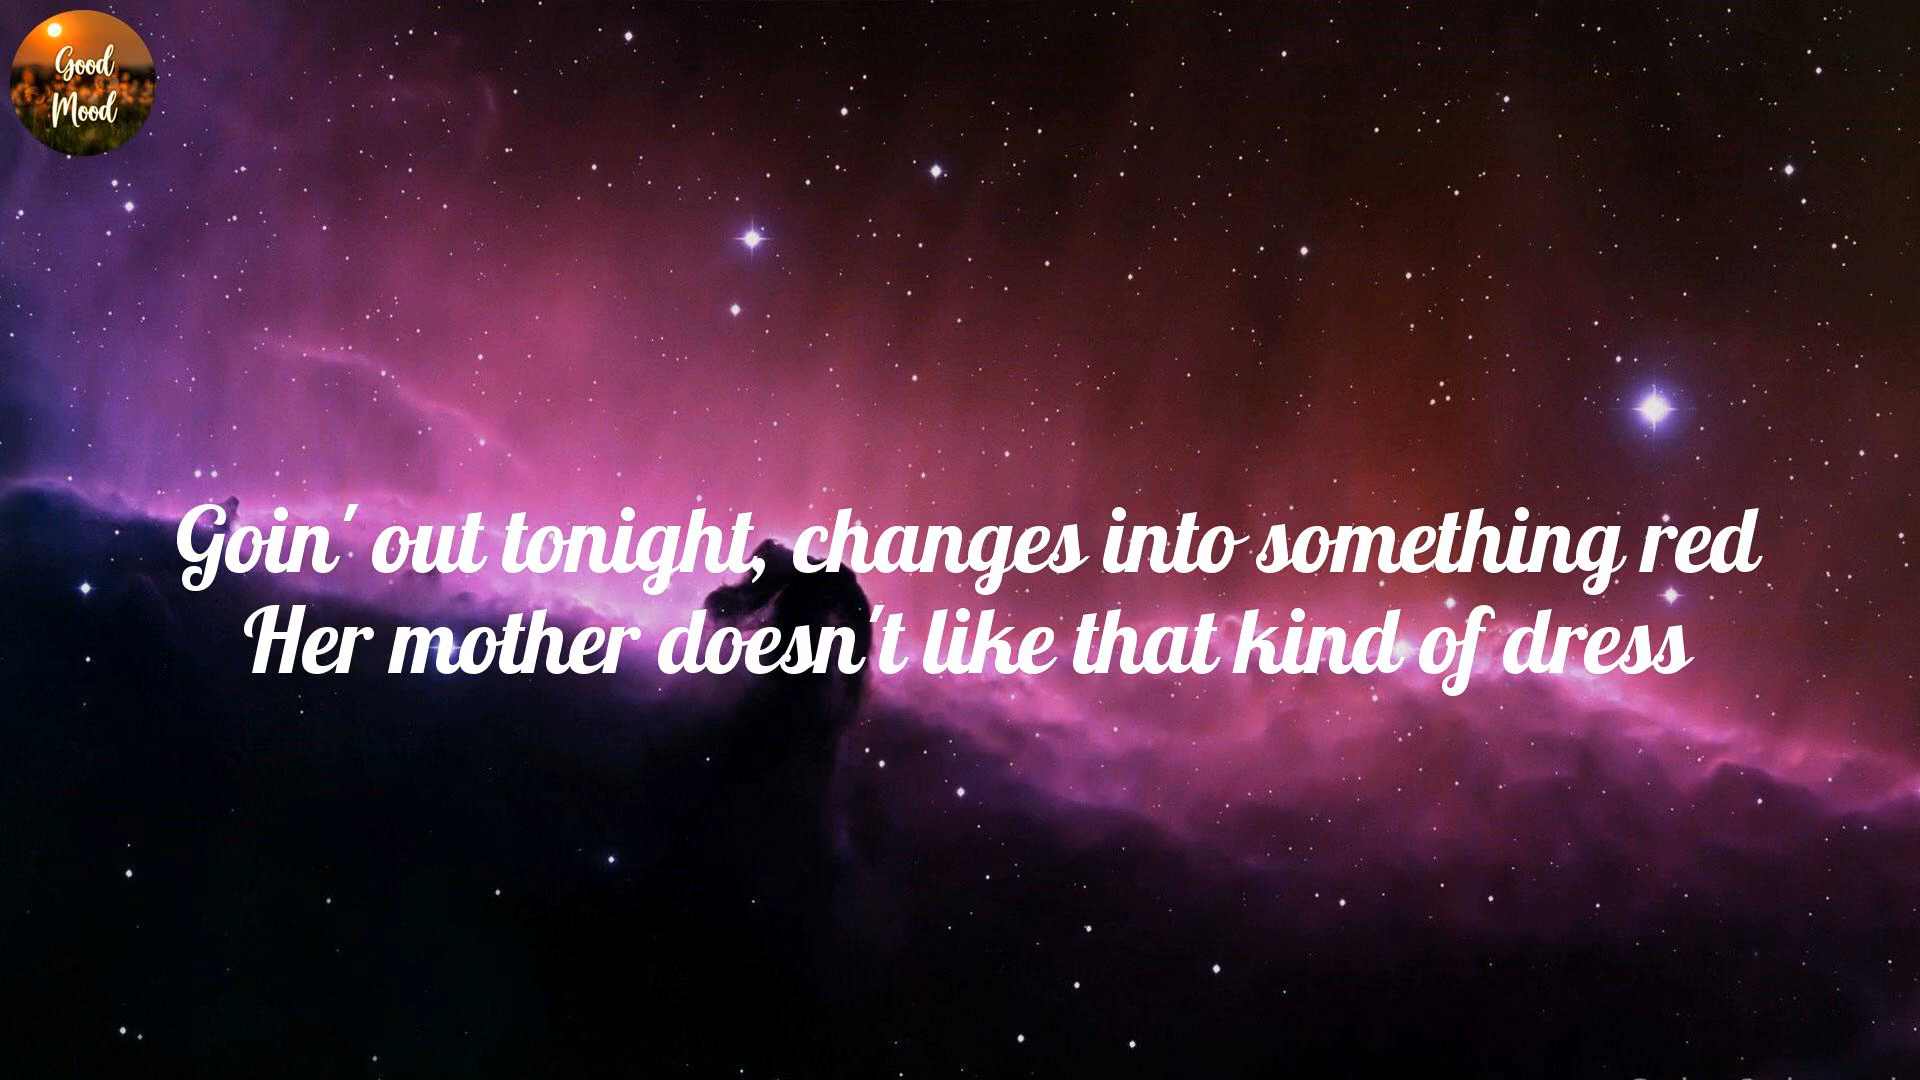 Good
Mood
Goin' out tonight, changes into something red
Her mother doesn't like that kind of dress